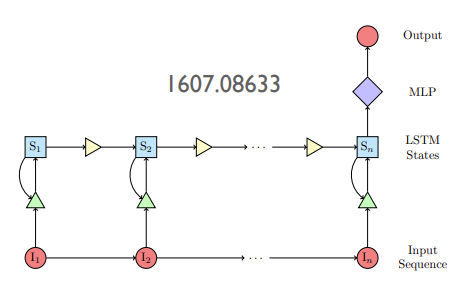 Output
1607.08633
MLP
S1 S2 ... Sn LSTM States
I1 I2 ... In Input Sequence